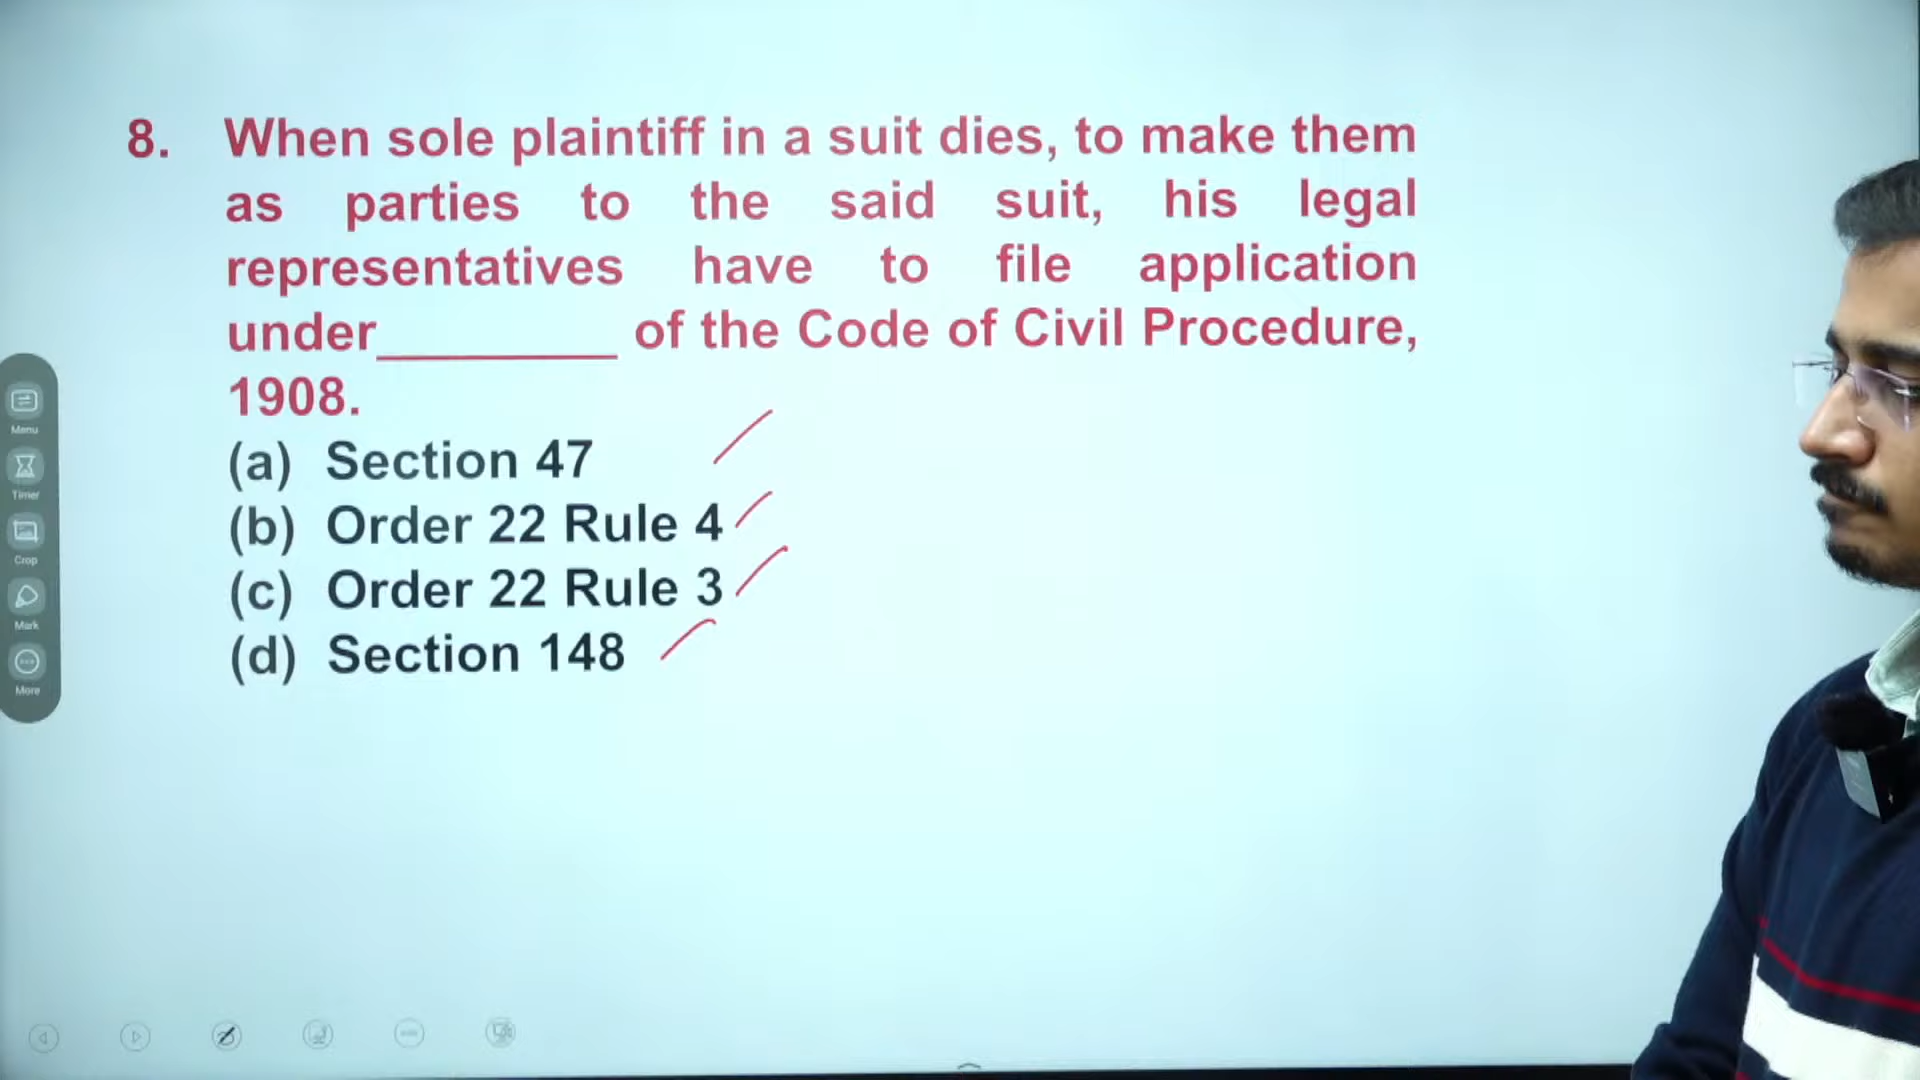 8. When sole plaintiff in a suit dies, to make them
as parties to the said suit, his legal
representatives have to file application
under________ of the Code of Civil Procedure,
1908.
(a) Section 47
(b) Order 22 Rule 4
(c) Order 22 Rule 3
(d) Section 148
Menu
Timer
Crop
Mark
More